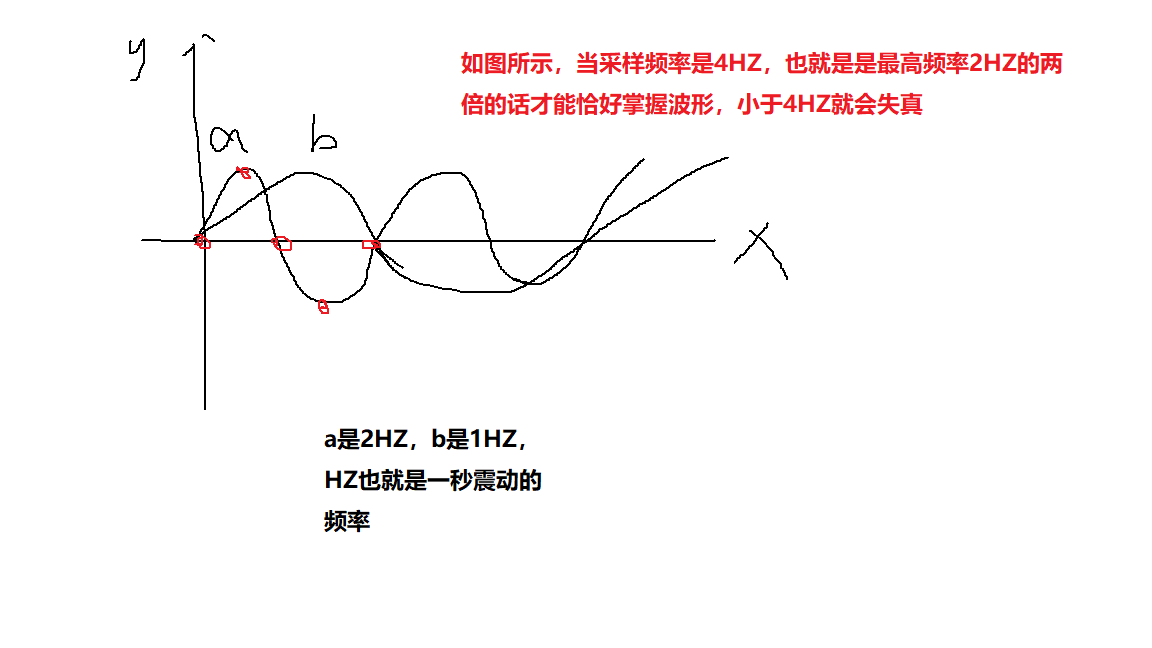 y
如图所示，当采样频率是4HZ，也就是是最高频率2HZ的两
倍的话才能恰好掌握波形，小于4HZ就会失真
a b
x
a是2HZ，b是1HZ，
HZ也就是一秒震动的
频率